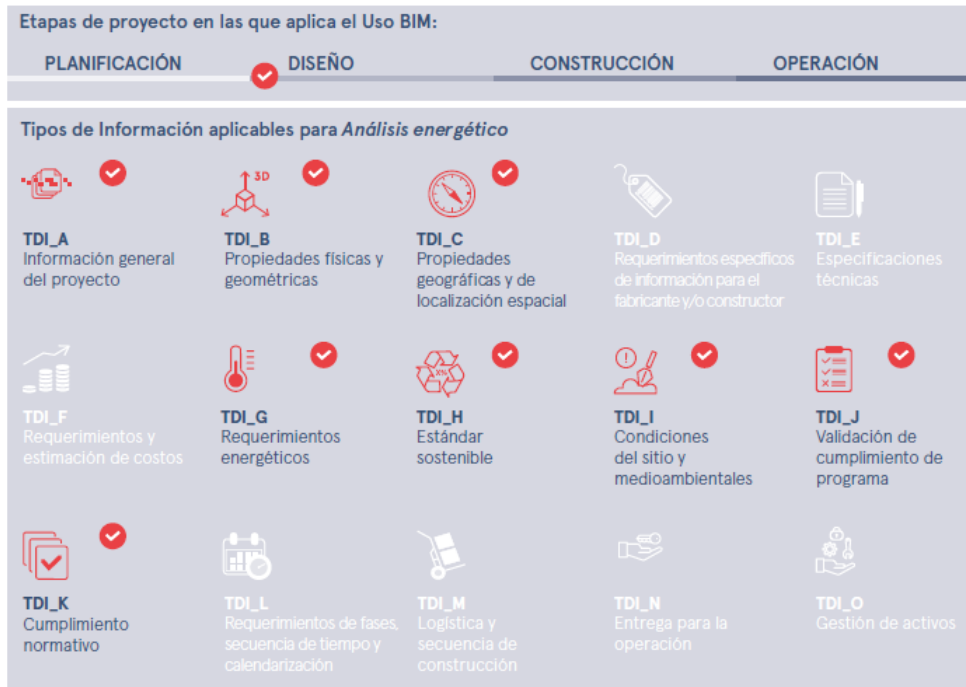 Etapas de proyecto en las que aplica el Uso BIM:
PLANIFICACIÓN DISEÑO CONSTRUCCIÓN OPERACIÓN
Tipos de Información aplicables para Análisis energético
3D
TDI_A
Información general
del proyecto
TDI_B
Propiedades físicas y
geométricas
TDI_C
Propiedades
geográficas y de
localización espacial
TDI_D
Requerimientos específicos
de información para el
fabricante y/o constructor
TDI_E
Especificaciones
técnicas
TDI_F
Requerimientos y
estimación de costos
TDI_G
Requerimientos
energéticos
X%
TDI_H
Estándar
sostenible
TDI_I
Condiciones
del sitio y
medioambientales
TDI_J
Validación de
cumplimiento de
programa
TDI_K
Cumplimiento
normativo
TDI_L
Requerimientos de fases,
secuencia de tiempo y
calendarización
TDI_M
Logística y
secuencia de
construcción
TDI_N
Entrega para la
operación
TDI_O
Gestión de activos